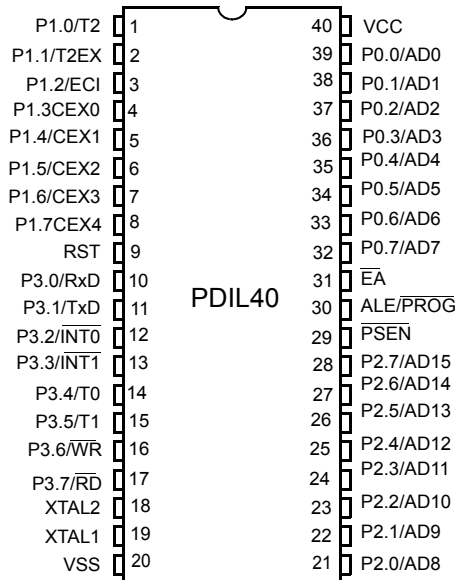 P1.0/T2 1 40 VCC
P1.1/T2EX 2 39 P0.0/AD0
P1.2/ECI 3 38 P0.1/AD1
P1.3CEX0 4 37 P0.2/AD2
P1.4/CEX1 5 36 P0.3/AD3
P1.5/CEX2 6 35 P0.4/AD4
P1.6/CEX3 7 34 P0.5/AD5
P1.7CEX4 8 33 P0.6/AD6
RST 9 32 P0.7/AD7
P3.0/RxD 10 31 E̅A̅
P3.1/TxD 11 PDIL40 30 ALE/P̅R̅O̅G̅
P3.2/I̅N̅T̅0̅ 12 29 P̅S̅E̅N̅
P3.3/I̅N̅T̅1̅ 13 28 P2.7/AD15
P3.4/T0 14 27 P2.6/AD14
P3.5/T1 15 26 P2.5/AD13
P3.6/W̅R̅ 16 25 P2.4/AD12
P3.7/R̅D̅ 17 24 P2.3/AD11
XTAL2 18 23 P2.2/AD10
XTAL1 19 22 P2.1/AD9
VSS 20 21 P2.0/AD8